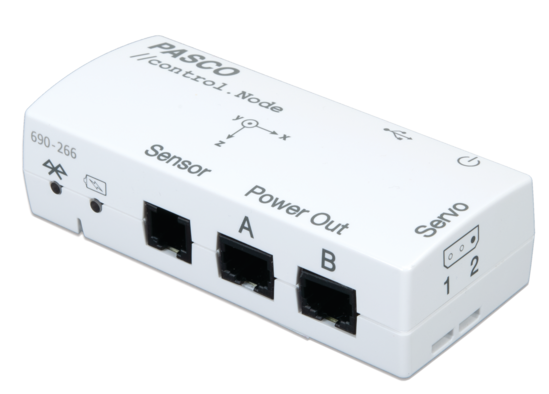 PASCO
//control.Node
y
x
z
690-266
Sensor
Power Out
A
B
Servo
1 2